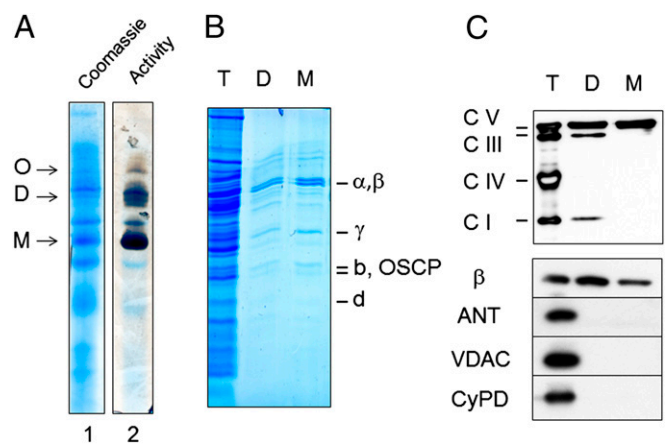 A
Coomassie
Activity
O
D
M
1 2
B
T D M
α,β
γ
b, OSCP
d
C
T D M
C V
C III
C IV
C I
β
ANT
VDAC
CyPD